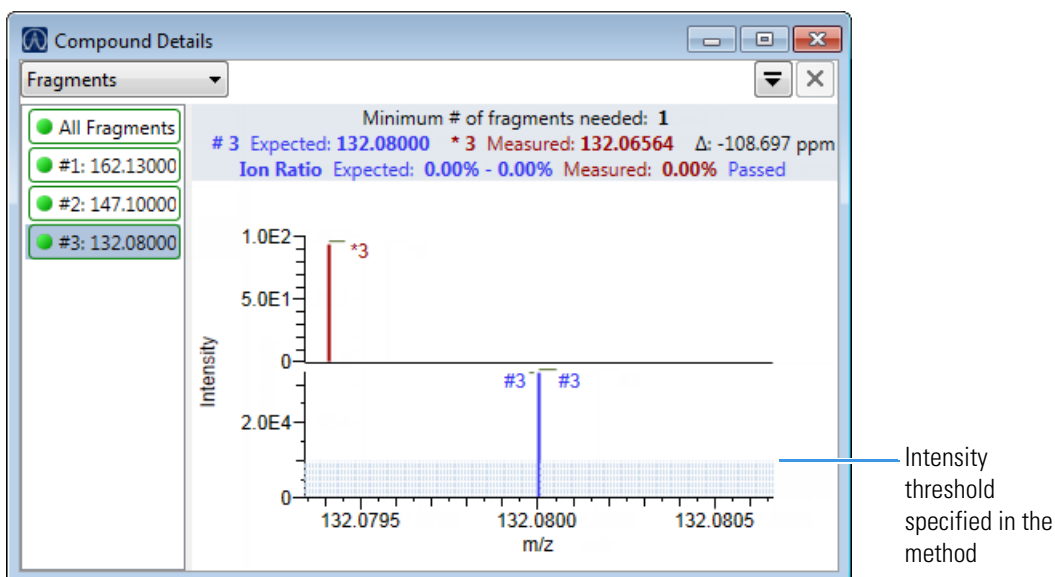 Compound Details
Fragments
All Fragments
#1: 162.13000
#2: 147.10000
#3: 132.08000
Minimum # of fragments needed: 1
# 3 Expected: 132.08000 * 3 Measured: 132.06564 Δ: -108.697 ppm
Ion Ratio Expected: 0.00% - 0.00% Measured: 0.00% Passed
1.0E2
*3
5.0E1
0
Intensity
#3 #3
2.0E4
0
132.0795 132.0800 132.0805
m/z
Intensity
threshold
specified in the
method